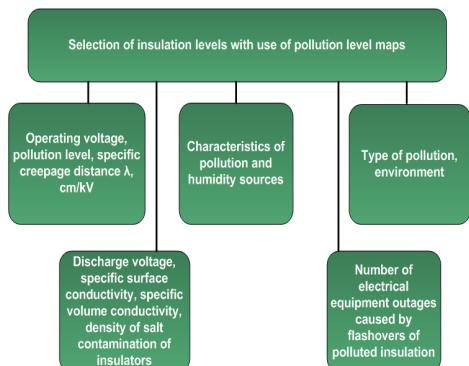 Selection of insulation levels with use of pollution level maps
Operating voltage,
pollution level, specific
creepage distance λ,
cm/kV
Characteristics of
pollution and
humidity sources
Type of pollution,
environment
Discharge voltage,
specific surface
conductivity, specific
volume conductivity,
density of salt
contamination of
insulators
Number of
electrical
equipment outages
caused by
flashovers of
polluted insulation